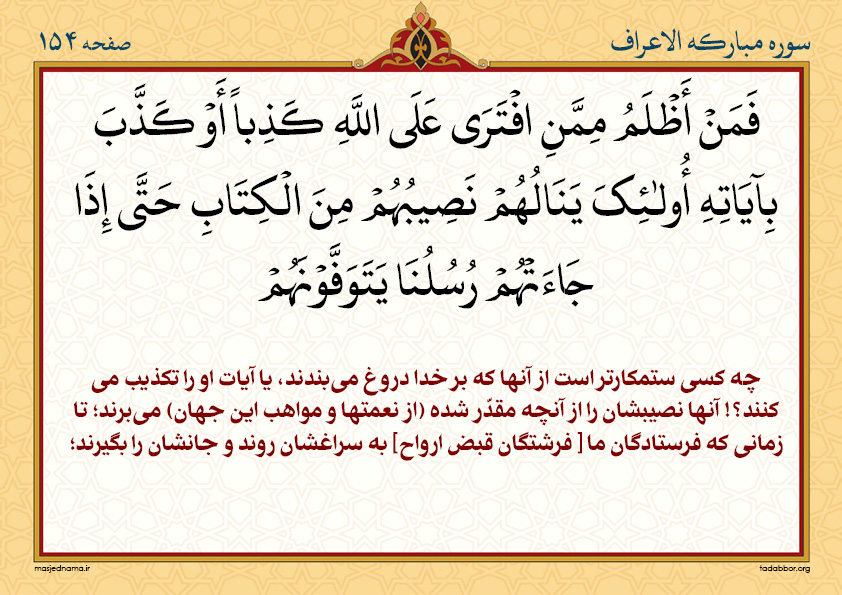 سوره مبارکه الاعراف
صفحه ۱۵۴
فَمَنْ أَظْلَمُ مِمَّنِ افْتَرَى عَلَى اللَّهِ كَذِباً أَوْ كَذَّبَ
بِآيَاتِهِ أُولٰئِكَ يَنَالُهُمْ نَصِيبُهُمْ مِنَ الْكِتَابِ حَتَّى إِذَا
جَاءَتْهُمْ رُسُلُنَا يَتَوَفَّوْنَهُمْ
چه کسی ستمکارتر است از آنها که بر خدا دروغ می‌بندند، یا آیات او را تکذیب می
کنند؟! آنها نصیبشان را از آنچه مقدّر شده (از نعمتها و مواهب این جهان) می‌برند؛ تا
زمانی که فرستادگان ما [ فرشتگان قبض ارواح] به سراغشان روند و جانشان را بگیرند؛
masjednama.ir
tadabbor.org